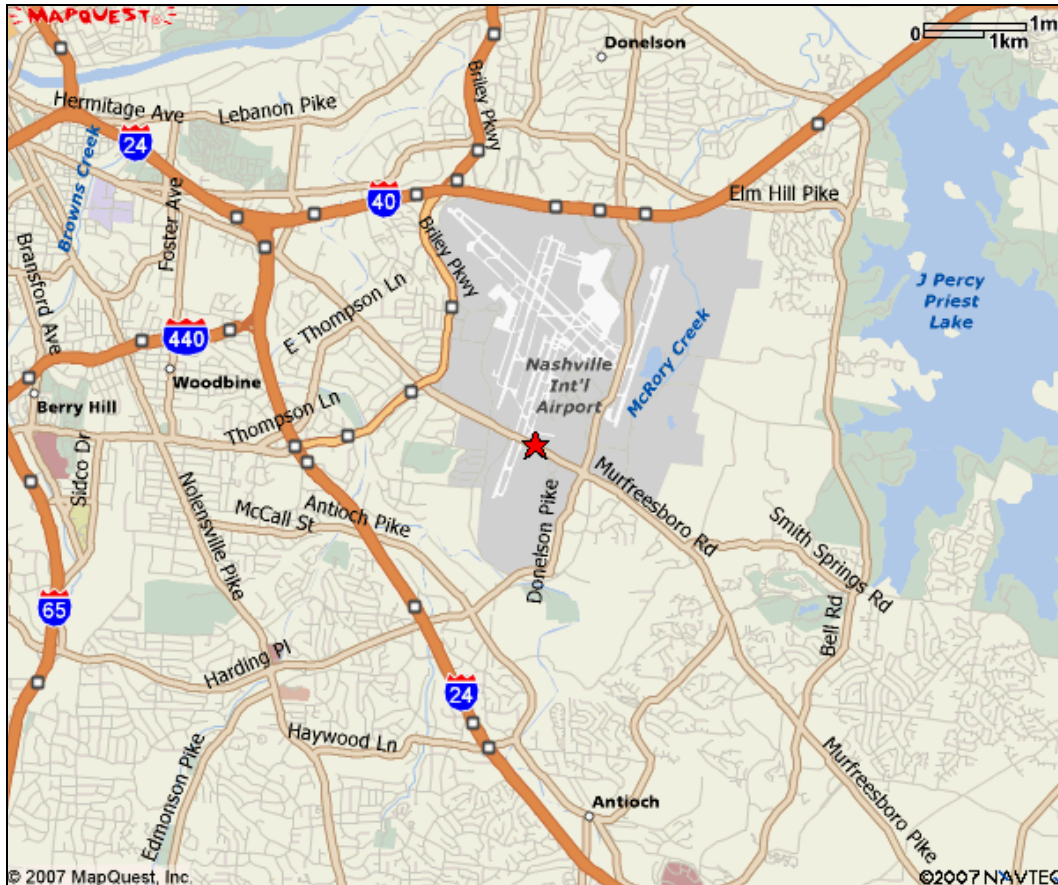 MAPQUEST®
Donelson
0
1m
1km
Hermitage Ave
Lebanon Pike
Briley Pkwy
24
Browns Creek
Foster Ave
40
Elm Hill Pike
Bransford Ave
Briley Pkwy
E Thompson Ln
J Percy
Priest
Lake
440
Woodbine
Nashville
Int'l
Airport
McRory Creek
Berry Hill
Thompson Ln
Sidco Dr
Nolensville Pike
McCall St
Antioch Pike
Donelson Pike
Murfreesboro Rd
Smith Springs Rd
65
Bell Rd
Harding Pl
24
Haywood Ln
Edmonson Pike
Antioch
Murfreesboro Pike
© 2007 MapQuest, Inc.
©2007 NAVTEQ